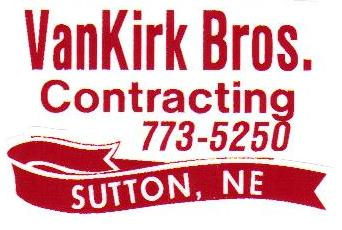 VanKirk Bros.
Contracting
773-5250
SUTTON, NE